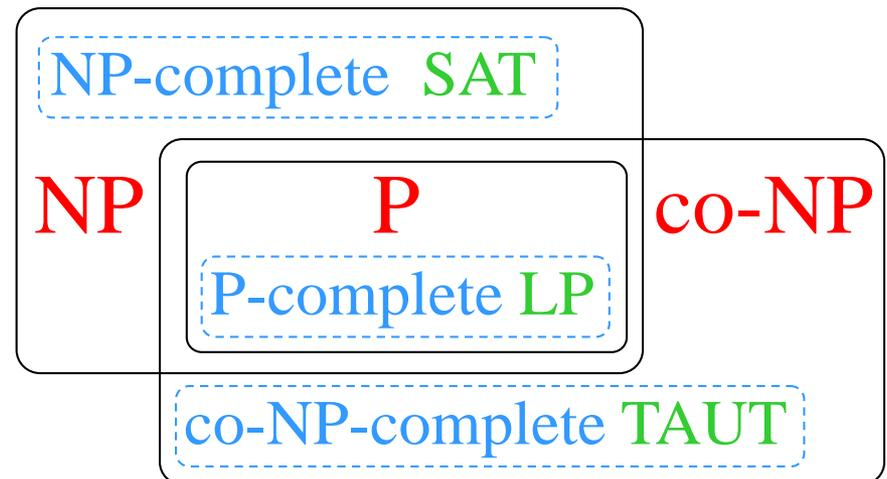 NP-complete SAT
NP P co-NP
P-complete LP
co-NP-complete TAUT